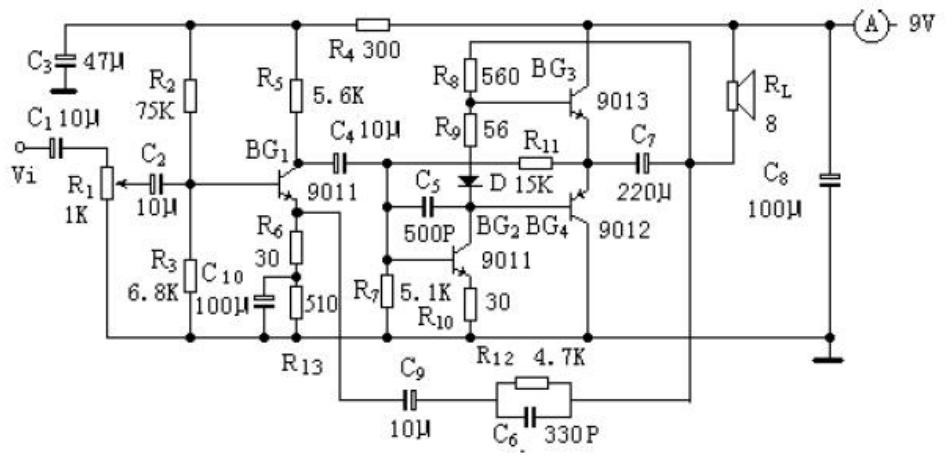 A
9V
R4 300
C3 47μ
R2
75K
R5
5.6K
R8
560
BG3
9013
RL
8
C1 10μ
Vi
R1
1K
C2
10μ
BG1
9011
C4 10μ
R9
56
R11
15K
C7
220μ
D
C5
500P
BG2
BG4
9011
9012
C8
100μ
R6
30
R3
6.8K
C10
100μ
510
R7
5.1K
R10
30
R13
R12 4.7K
C9
10μ
C6
330P